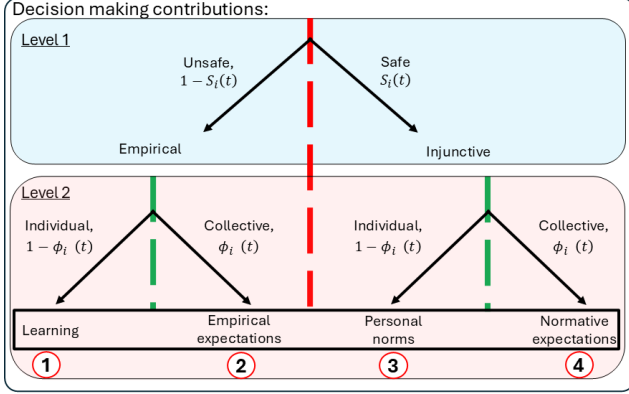 Decision making contributions:
Level 1
Unsafe,
1 − S_i(t)
Safe
S_i(t)
Empirical
Injunctive
Level 2
Individual,
1 − ϕ_i (t)
Collective,
ϕ_i (t)
Individual,
1 − ϕ_i (t)
Collective,
ϕ_i (t)
Learning
Empirical
expectations
Personal
norms
Normative
expectations
1
2
3
4